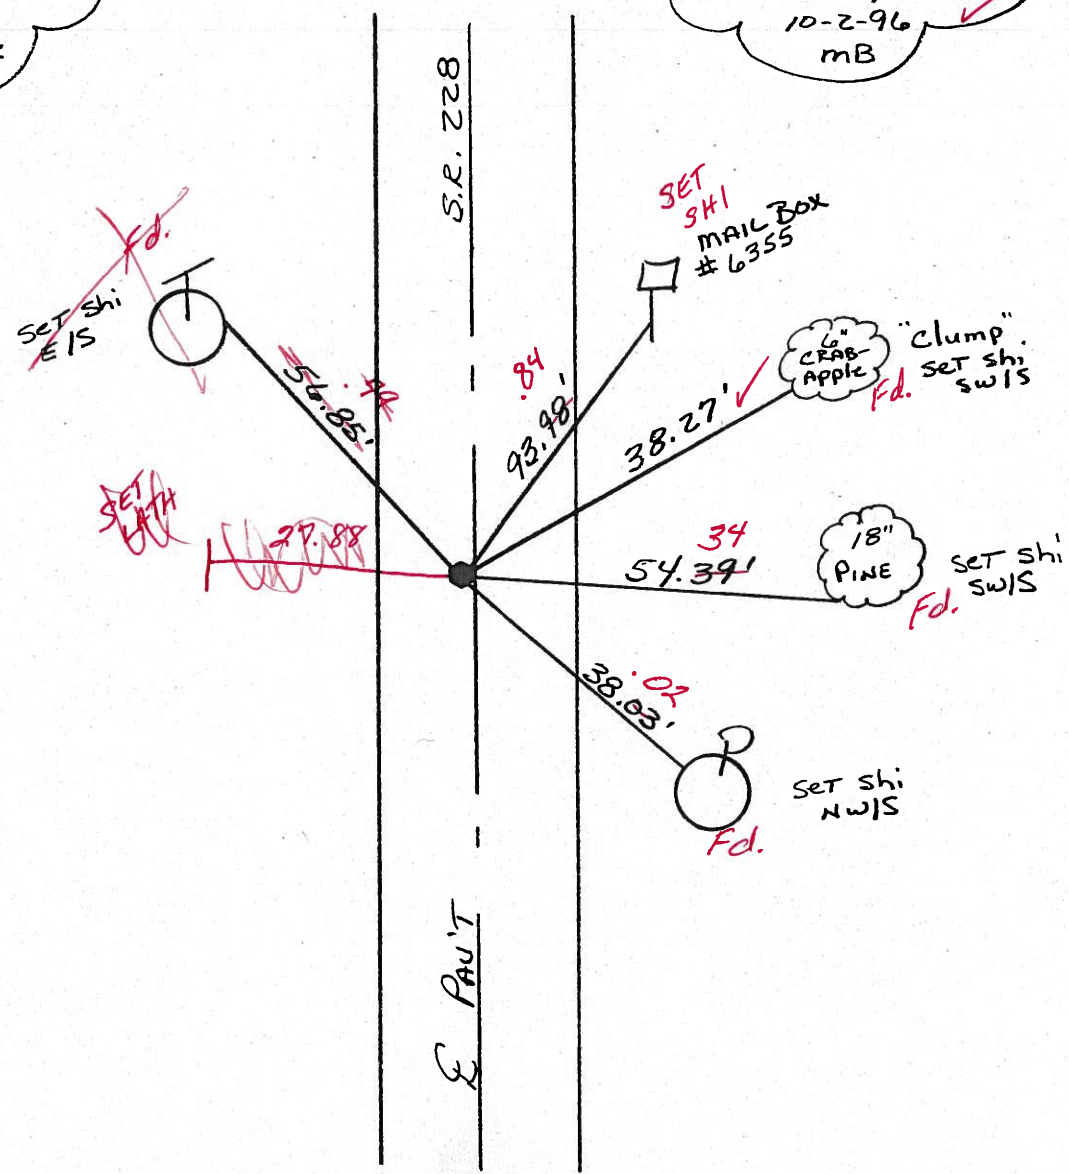 10-2-96
mB
S.R. 228
SET
SHI
MAIL BOX
# 6355
Fd.
SET Shi
E/S
56.85'
.84
93.98'
38.27'
6"
CRAB-
Apple
"Clump"
SET Shi
SW/S
Fd.
SET
LATH
27.88
34
54.39'
18"
PINE
SET Shi
SW/S
Fd.
.02
38.03'
SET Shi
NW/S
Fd.
℄ PAV'T